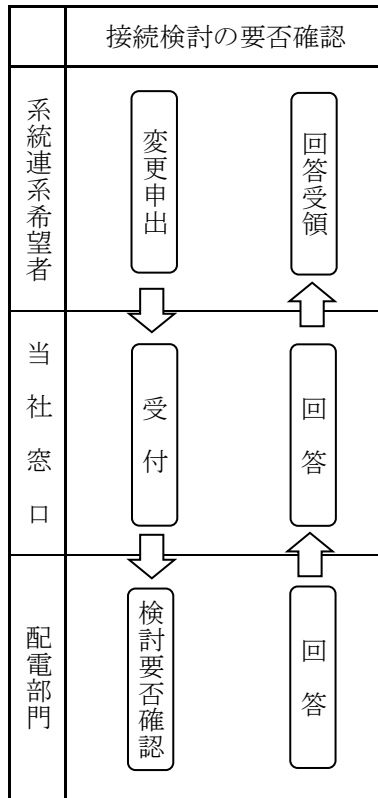 接続検討の要否確認
系統連系希望者
変更申出
回答受領
当社窓口
受付
回答
配電部門
検討要否確認
回答